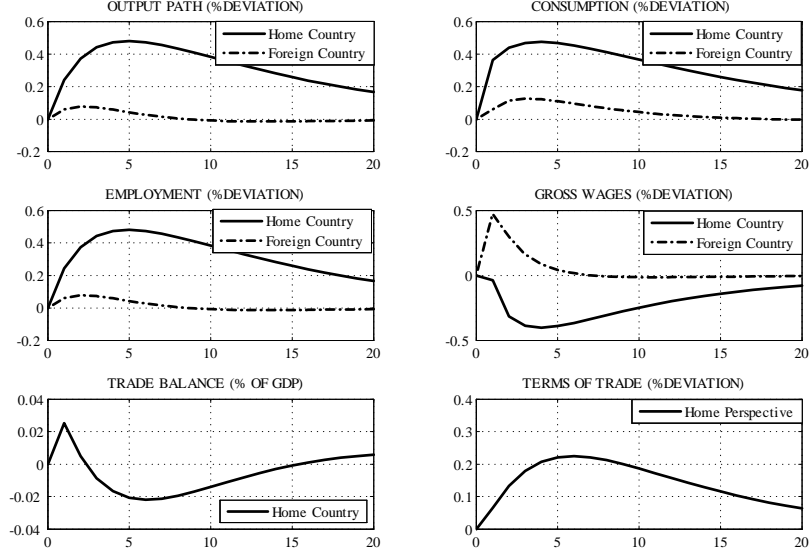 OUTPUT PATH (%DEVIATION)
0.6
0.4
0.2
0
-0.2
0 5 10 15 20
Home Country
Foreign Country
CONSUMPTION (%DEVIATION)
0.6
0.4
0.2
0
-0.2
0 5 10 15 20
Home Country
Foreign Country
EMPLOYMENT (%DEVIATION)
0.6
0.4
0.2
0
-0.2
0 5 10 15 20
Home Country
Foreign Country
GROSS WAGES (%DEVIATION)
0.5
0
-0.5
0 5 10 15 20
Home Country
Foreign Country
TRADE BALANCE (% OF GDP)
0.04
0.02
0
-0.02
-0.04
0 5 10 15 20
Home Country
TERMS OF TRADE (%DEVIATION)
0.4
0.3
0.2
0.1
0
0 5 10 15 20
Home Perspective